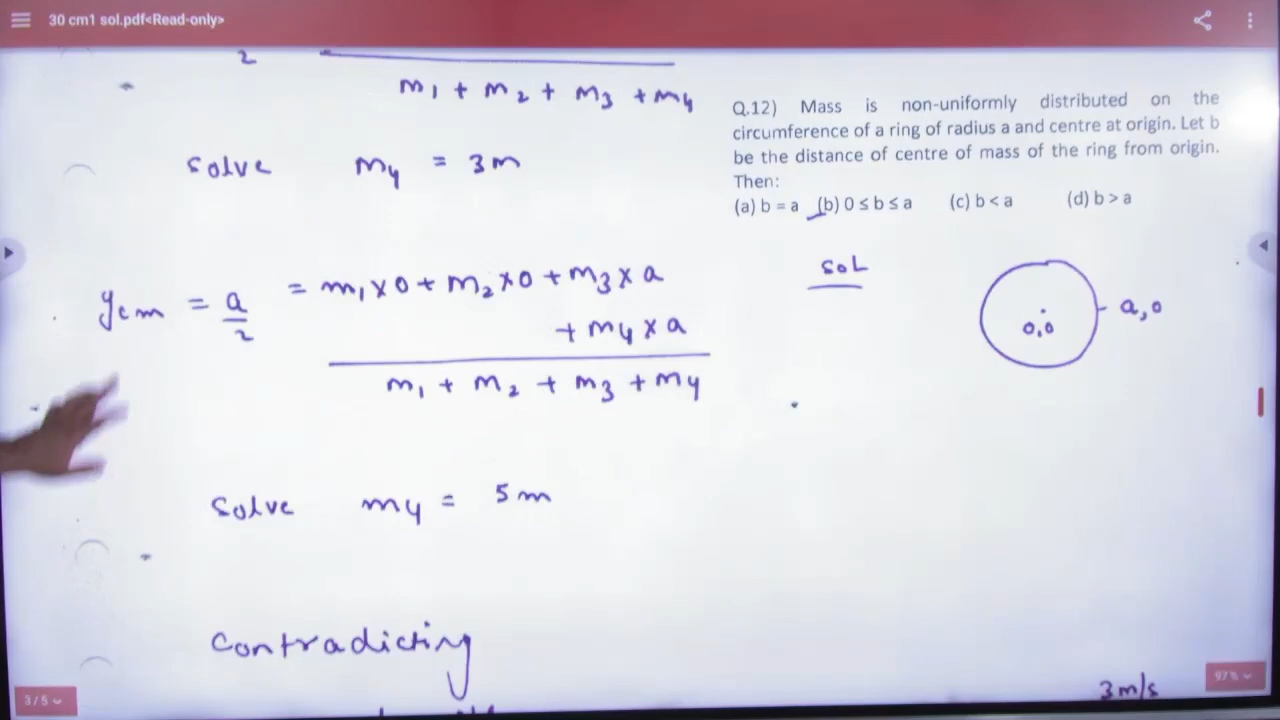 30 cm1 sol.pdf<Read-only>
2
m1 + m2 + m3 + m4
Solve m4 = 3m
ycm = a/2 = m1×0 + m2×0 + m3×a
+ m4×a
m1 + m2 + m3 + m4
Solve m4 = 5m
Contradicting
Q.12) Mass is non-uniformly distributed on the
circumference of a ring of radius a and centre at origin. Let b
be the distance of centre of mass of the ring from origin.
Then:
(a) b = a (b) 0 ≤ b ≤ a (c) b < a (d) b > a
SOL
0,0
a,0
3 m/s
3 / 5
97%